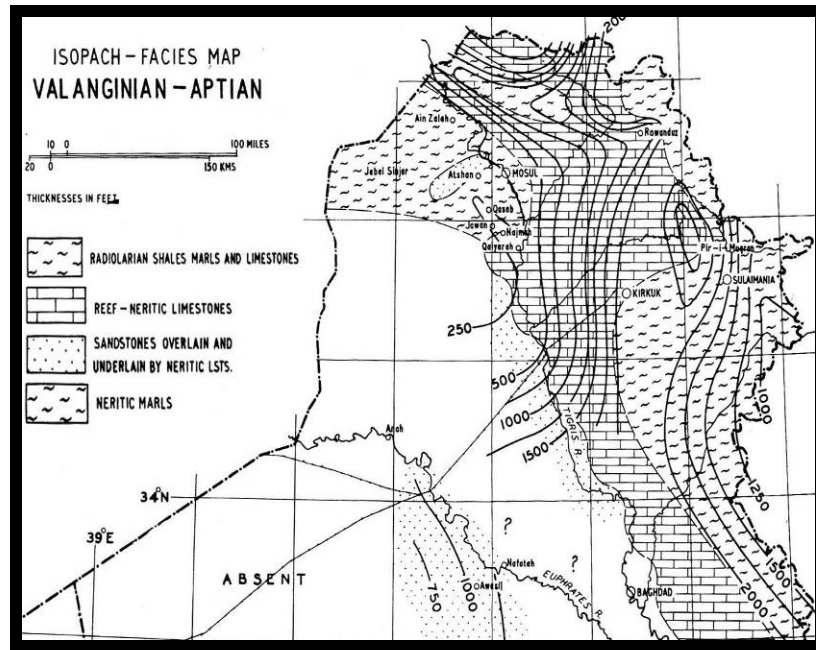 ISOPACH-FACIES MAP
VALANGINIAN-APTIAN
10 0 100 MILES
20 0 150 KMS
THICKNESSES IN FEET
RADIOLARIAN SHALES MARLS AND LIMESTONES
REEF-NERITIC LIMESTONES
SANDSTONES OVERLAIN AND
UNDERLAIN BY NERITIC LSTS.
NERITIC MARLS
200
Ain Zaleh
Rowanduz
Jebel Sinjar
Atshan
MOSUL
Qasab
Jawan
Najmah
Qaiyarah
Pir-i-Mugrun
SULAIMANIA
KIRKUK
250
500
1000
1500
TIGRIS R.
1000
1250
1500
2000
Anah
34°N
39°E
ABSENT
?
?
750
1000
Awasil
EUPHRATES R.
BAGHDAD